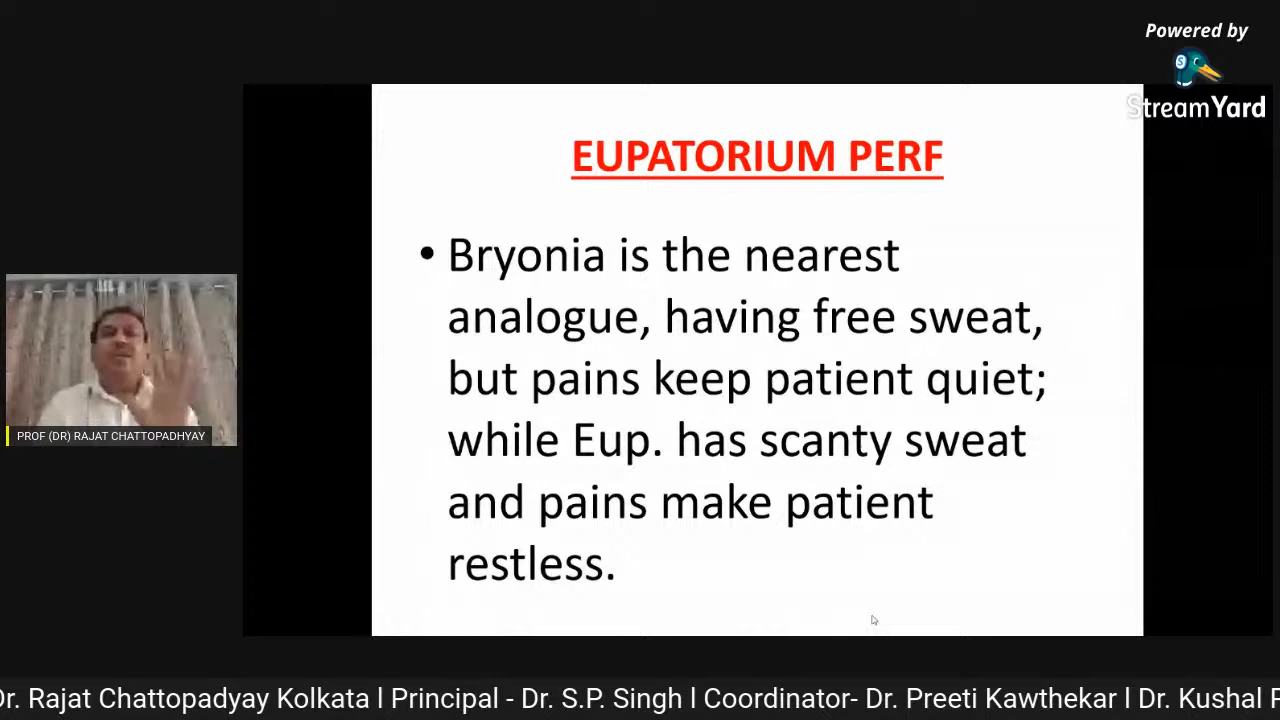 Powered by
StreamYard
EUPATORIUM PERF
• Bryonia is the nearest
analogue, having free sweat,
but pains keep patient quiet;
while Eup. has scanty sweat
and pains make patient
restless.
PROF (DR) RAJAT CHATTOPADHYAY
Dr. Rajat Chattopadyay Kolkata l Principal - Dr. S.P. Singh l Coordinator- Dr. Preeti Kawthekar l Dr. Kushal